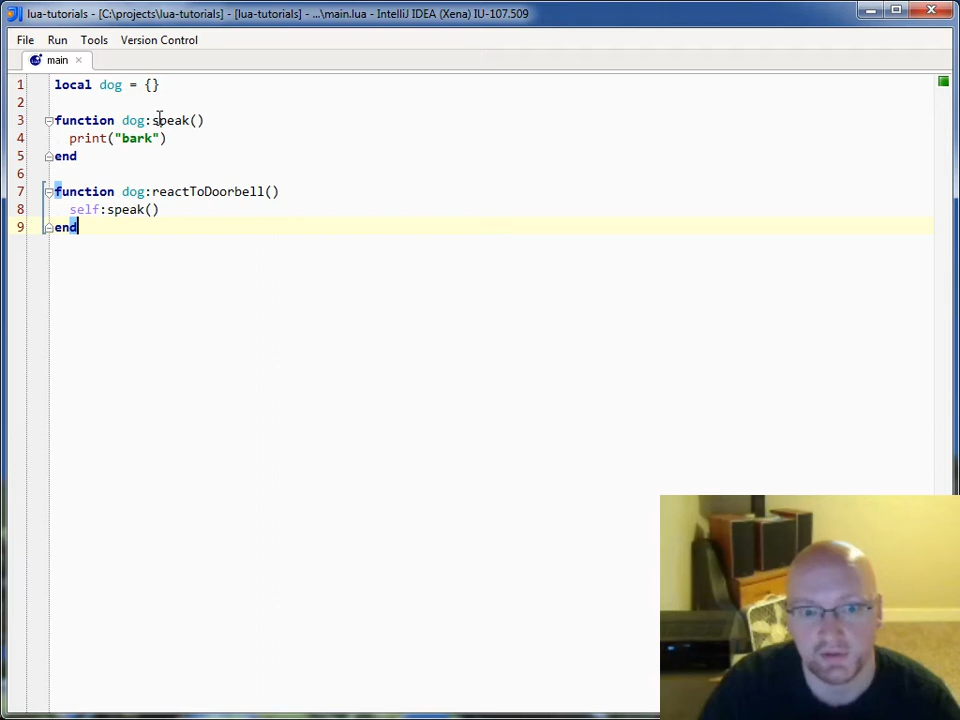 lua-tutorials - [C:\projects\lua-tutorials] - [lua-tutorials] - ...\main.lua - IntelliJ IDEA (Xena) IU-107.509
File Run Tools Version Control
main
1 local dog = {}
2
3 function dog:speak()
4 print("bark")
5 end
6
7 function dog:reactToDoorbell()
8 self:speak()
9 end